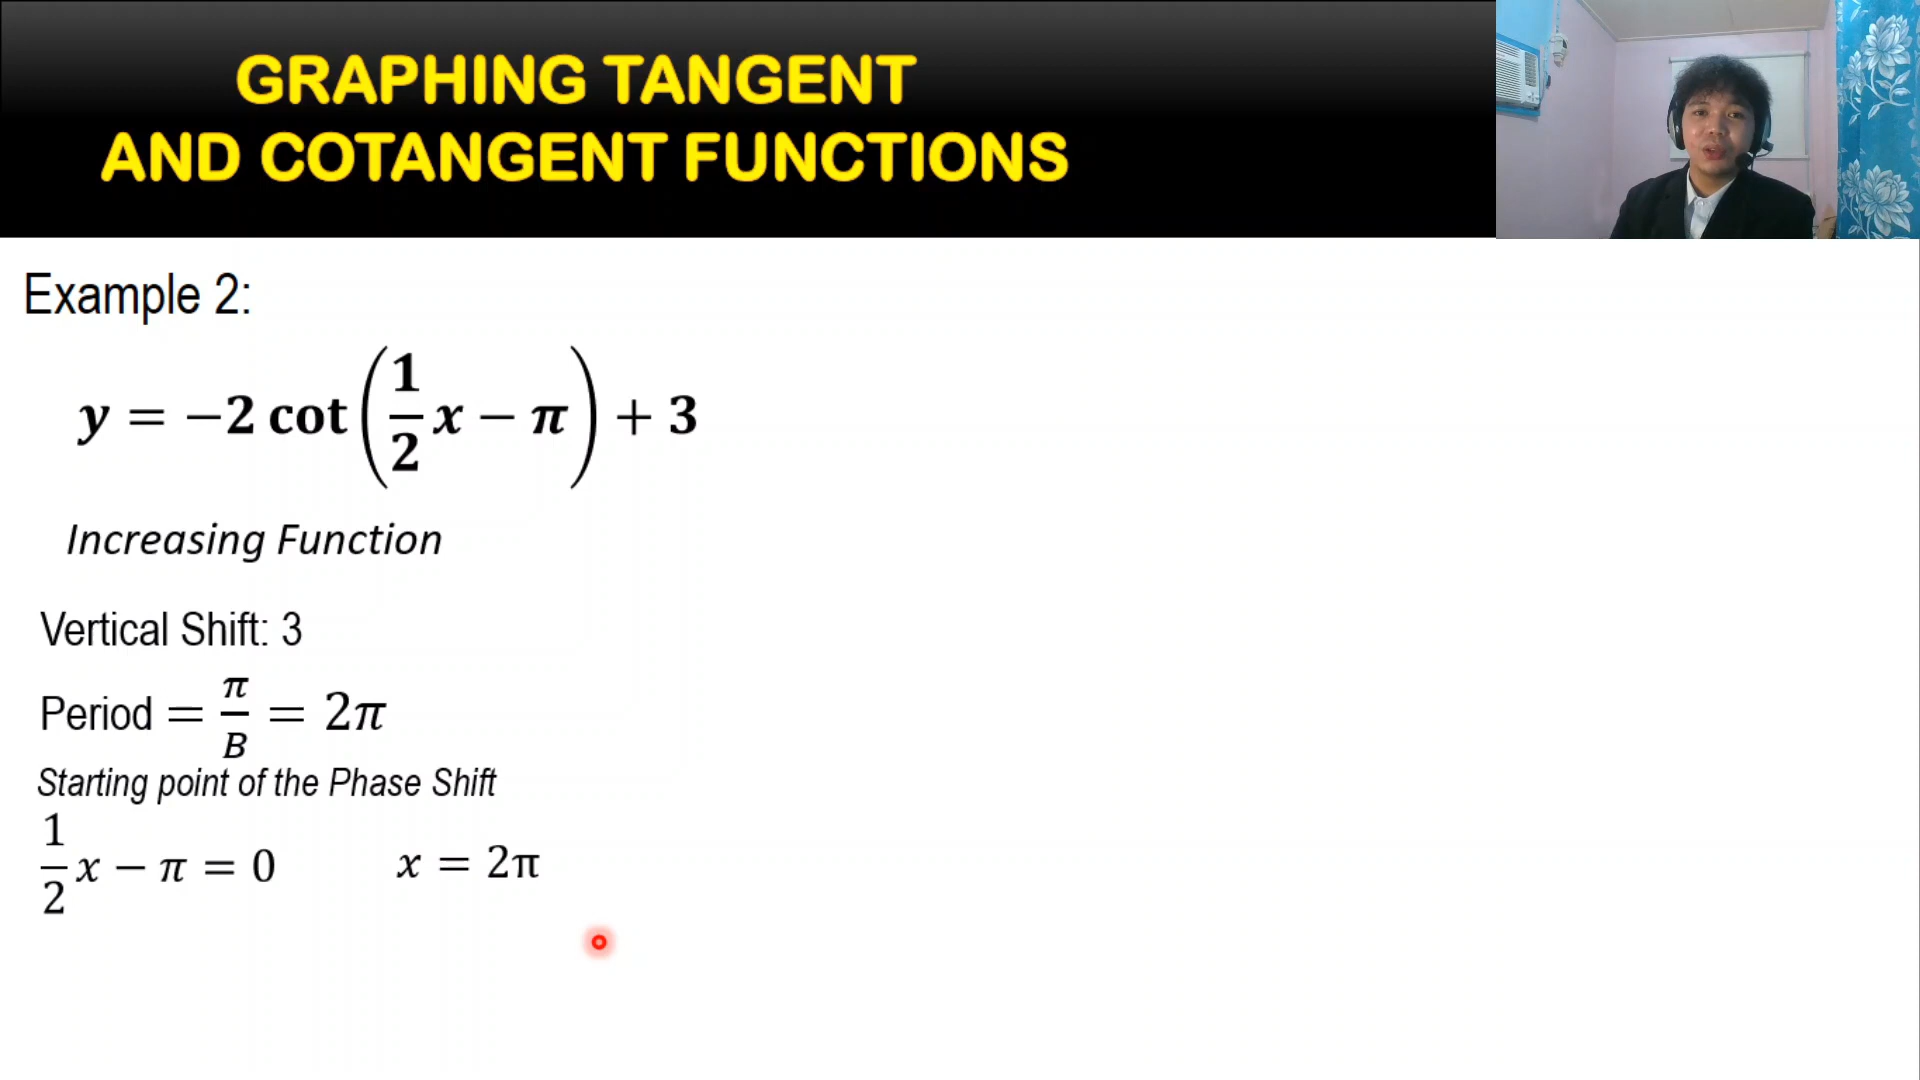 GRAPHING TANGENT
AND COTANGENT FUNCTIONS
Example 2:
𝒚 = −𝟐 𝐜𝐨𝐭(𝟏/𝟐 𝒙 − 𝝅) + 𝟑
Increasing Function
Vertical Shift: 3
Period = π/B = 2π
Starting point of the Phase Shift
1/2 x − π = 0 x = 2π